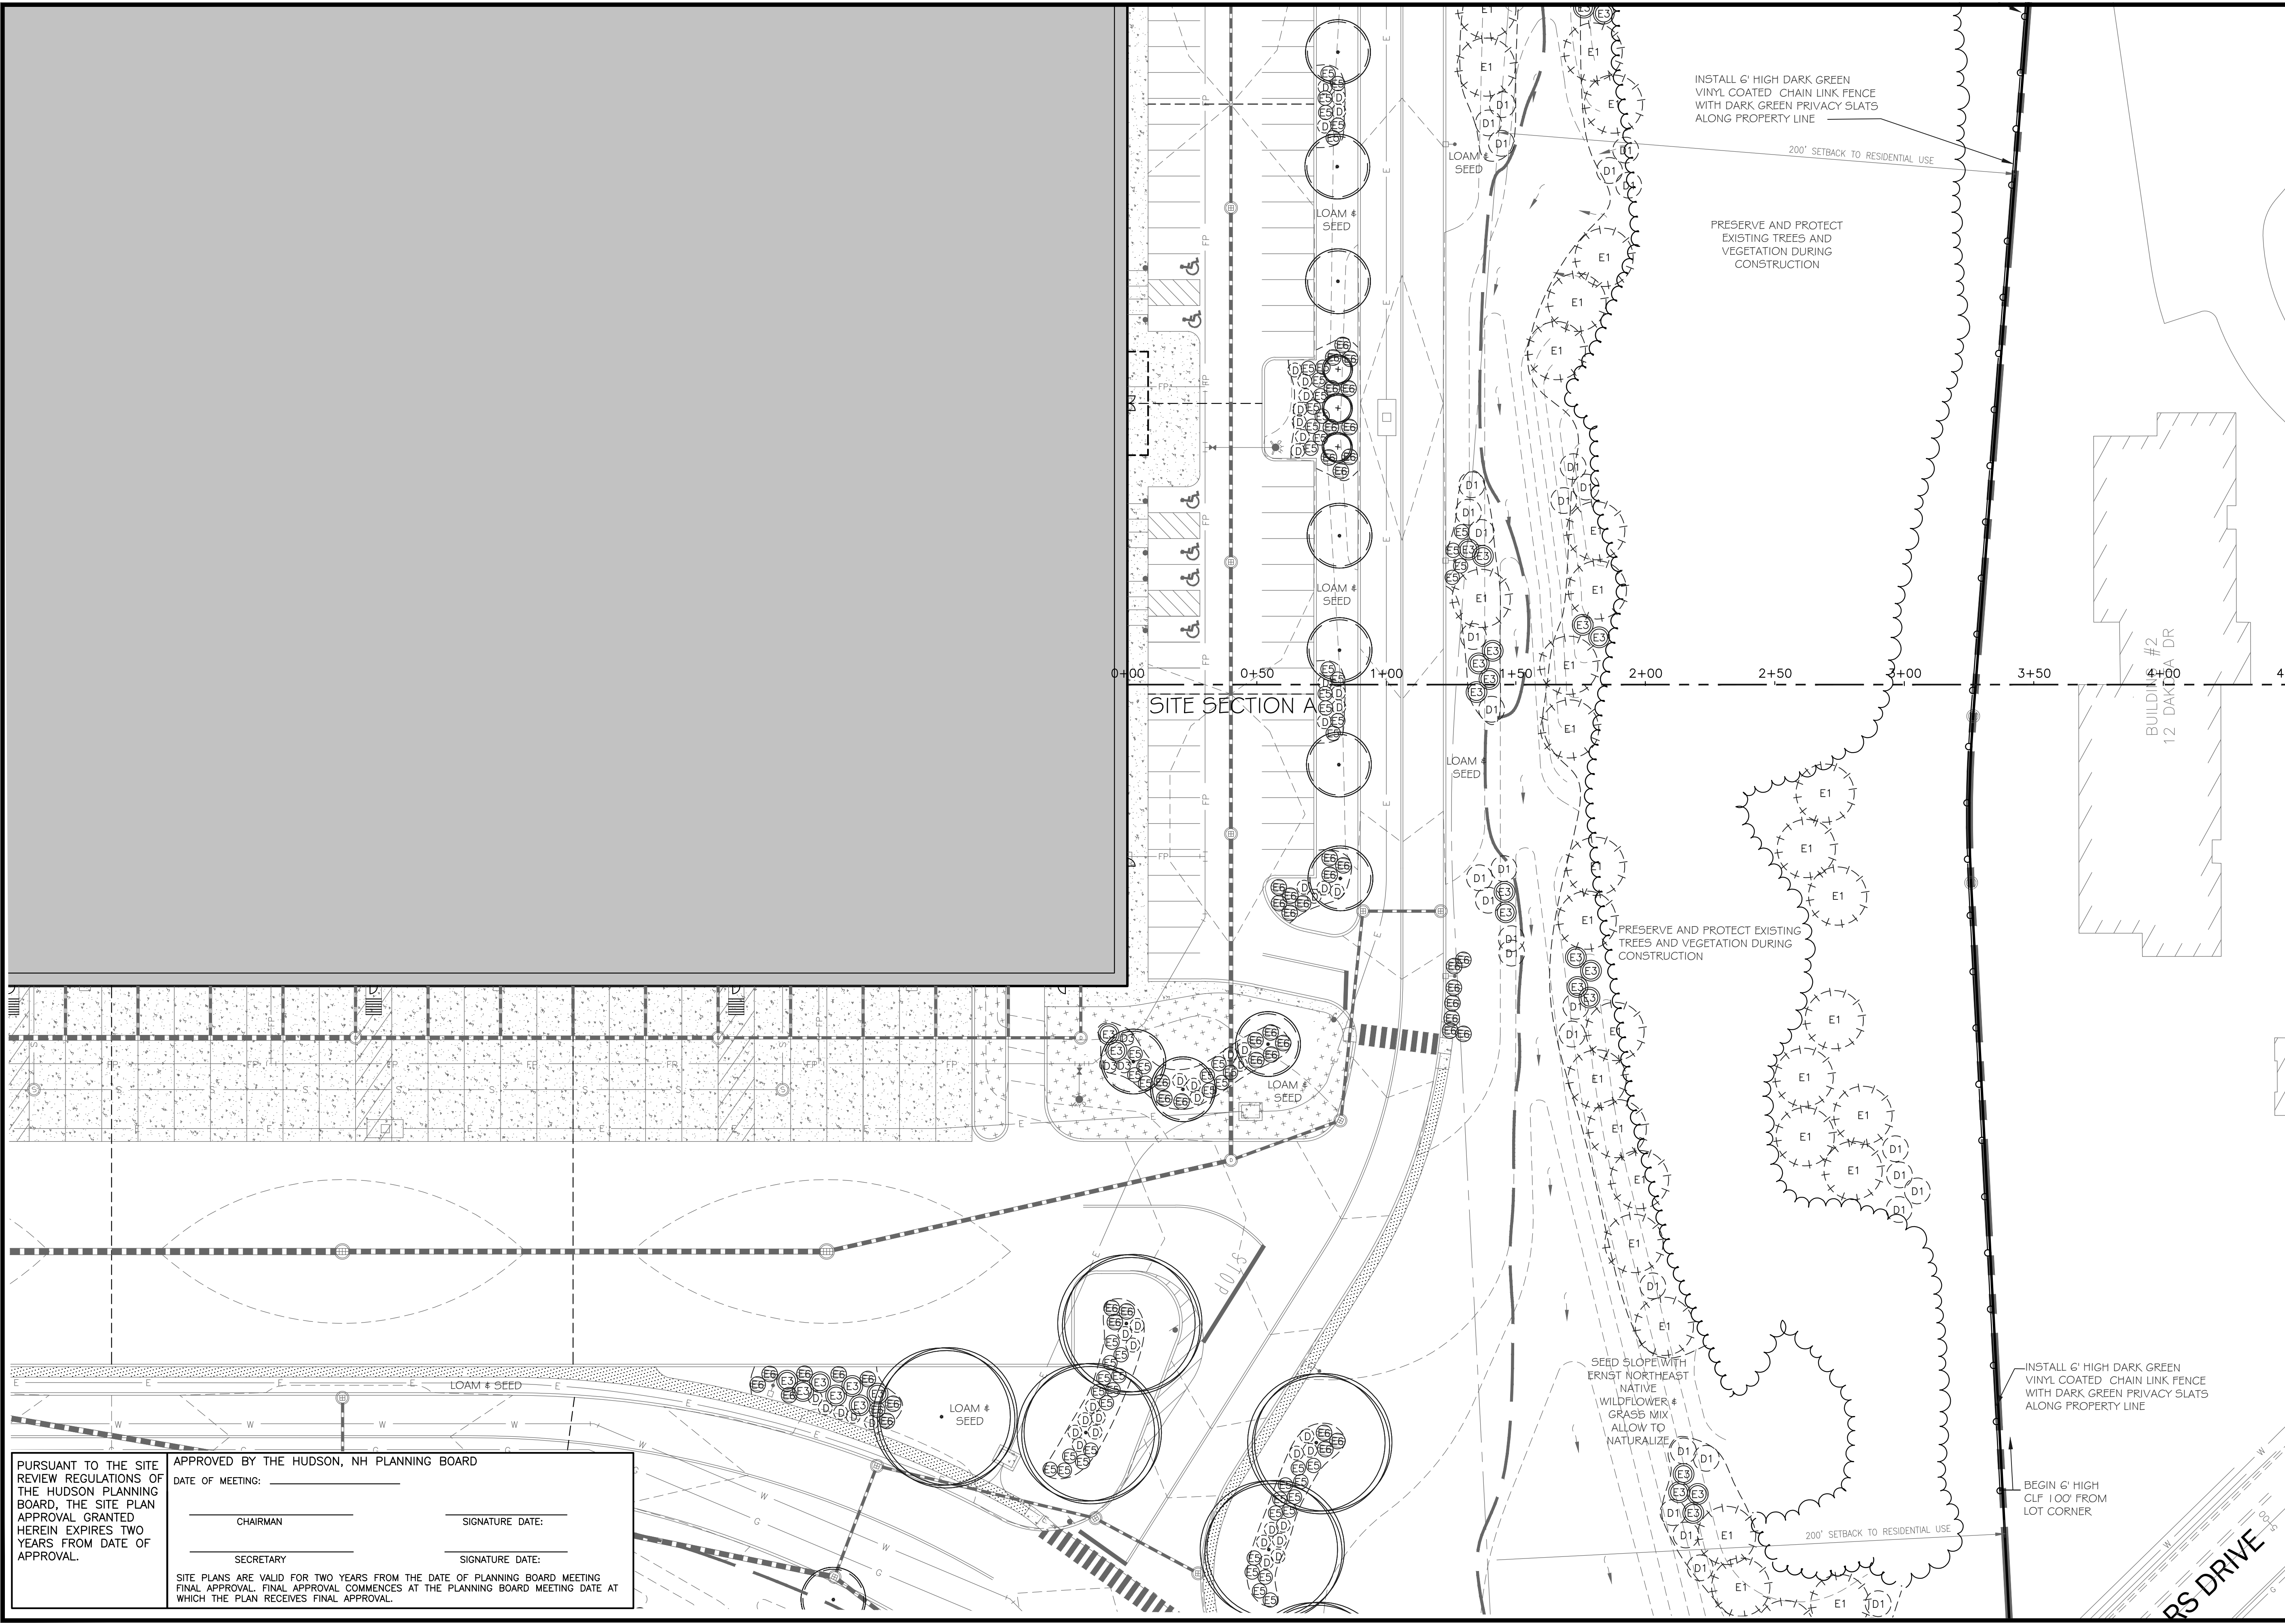 INSTALL 6' HIGH DARK GREEN
VINYL COATED CHAIN LINK FENCE
WITH DARK GREEN PRIVACY SLATS
ALONG PROPERTY LINE
200' SETBACK TO RESIDENTIAL USE
LOAM &
SEED
LOAM &
SEED
PRESERVE AND PROTECT
EXISTING TREES AND
VEGETATION DURING
CONSTRUCTION
LOAM &
SEED
BUILDING #2
12 DAKOTA DR
0+00
0+50
1+00
1+50
2+00
2+50
3+00
3+50
4+00
SITE SECTION A
LOAM &
SEED
PRESERVE AND PROTECT EXISTING
TREES AND VEGETATION DURING
CONSTRUCTION
LOAM &
SEED
STOP
SEED SLOPE WITH
ERNST NORTHEAST
NATIVE
WILDFLOWER &
GRASS MIX
ALLOW TO
NATURALIZE
INSTALL 6' HIGH DARK GREEN
VINYL COATED CHAIN LINK FENCE
WITH DARK GREEN PRIVACY SLATS
ALONG PROPERTY LINE
LOAM & SEED
LOAM &
SEED
BEGIN 6' HIGH
CLF 100' FROM
LOT CORNER
200' SETBACK TO RESIDENTIAL USE
5+00
RS DRIVE
PURSUANT TO THE SITE
REVIEW REGULATIONS OF
THE HUDSON PLANNING
BOARD, THE SITE PLAN
APPROVAL GRANTED
HEREIN EXPIRES TWO
YEARS FROM DATE OF
APPROVAL.
APPROVED BY THE HUDSON, NH PLANNING BOARD
DATE OF MEETING:
CHAIRMAN
SIGNATURE DATE:
SECRETARY
SIGNATURE DATE:
SITE PLANS ARE VALID FOR TWO YEARS FROM THE DATE OF PLANNING BOARD MEETING
FINAL APPROVAL. FINAL APPROVAL COMMENCES AT THE PLANNING BOARD MEETING DATE AT
WHICH THE PLAN RECEIVES FINAL APPROVAL.